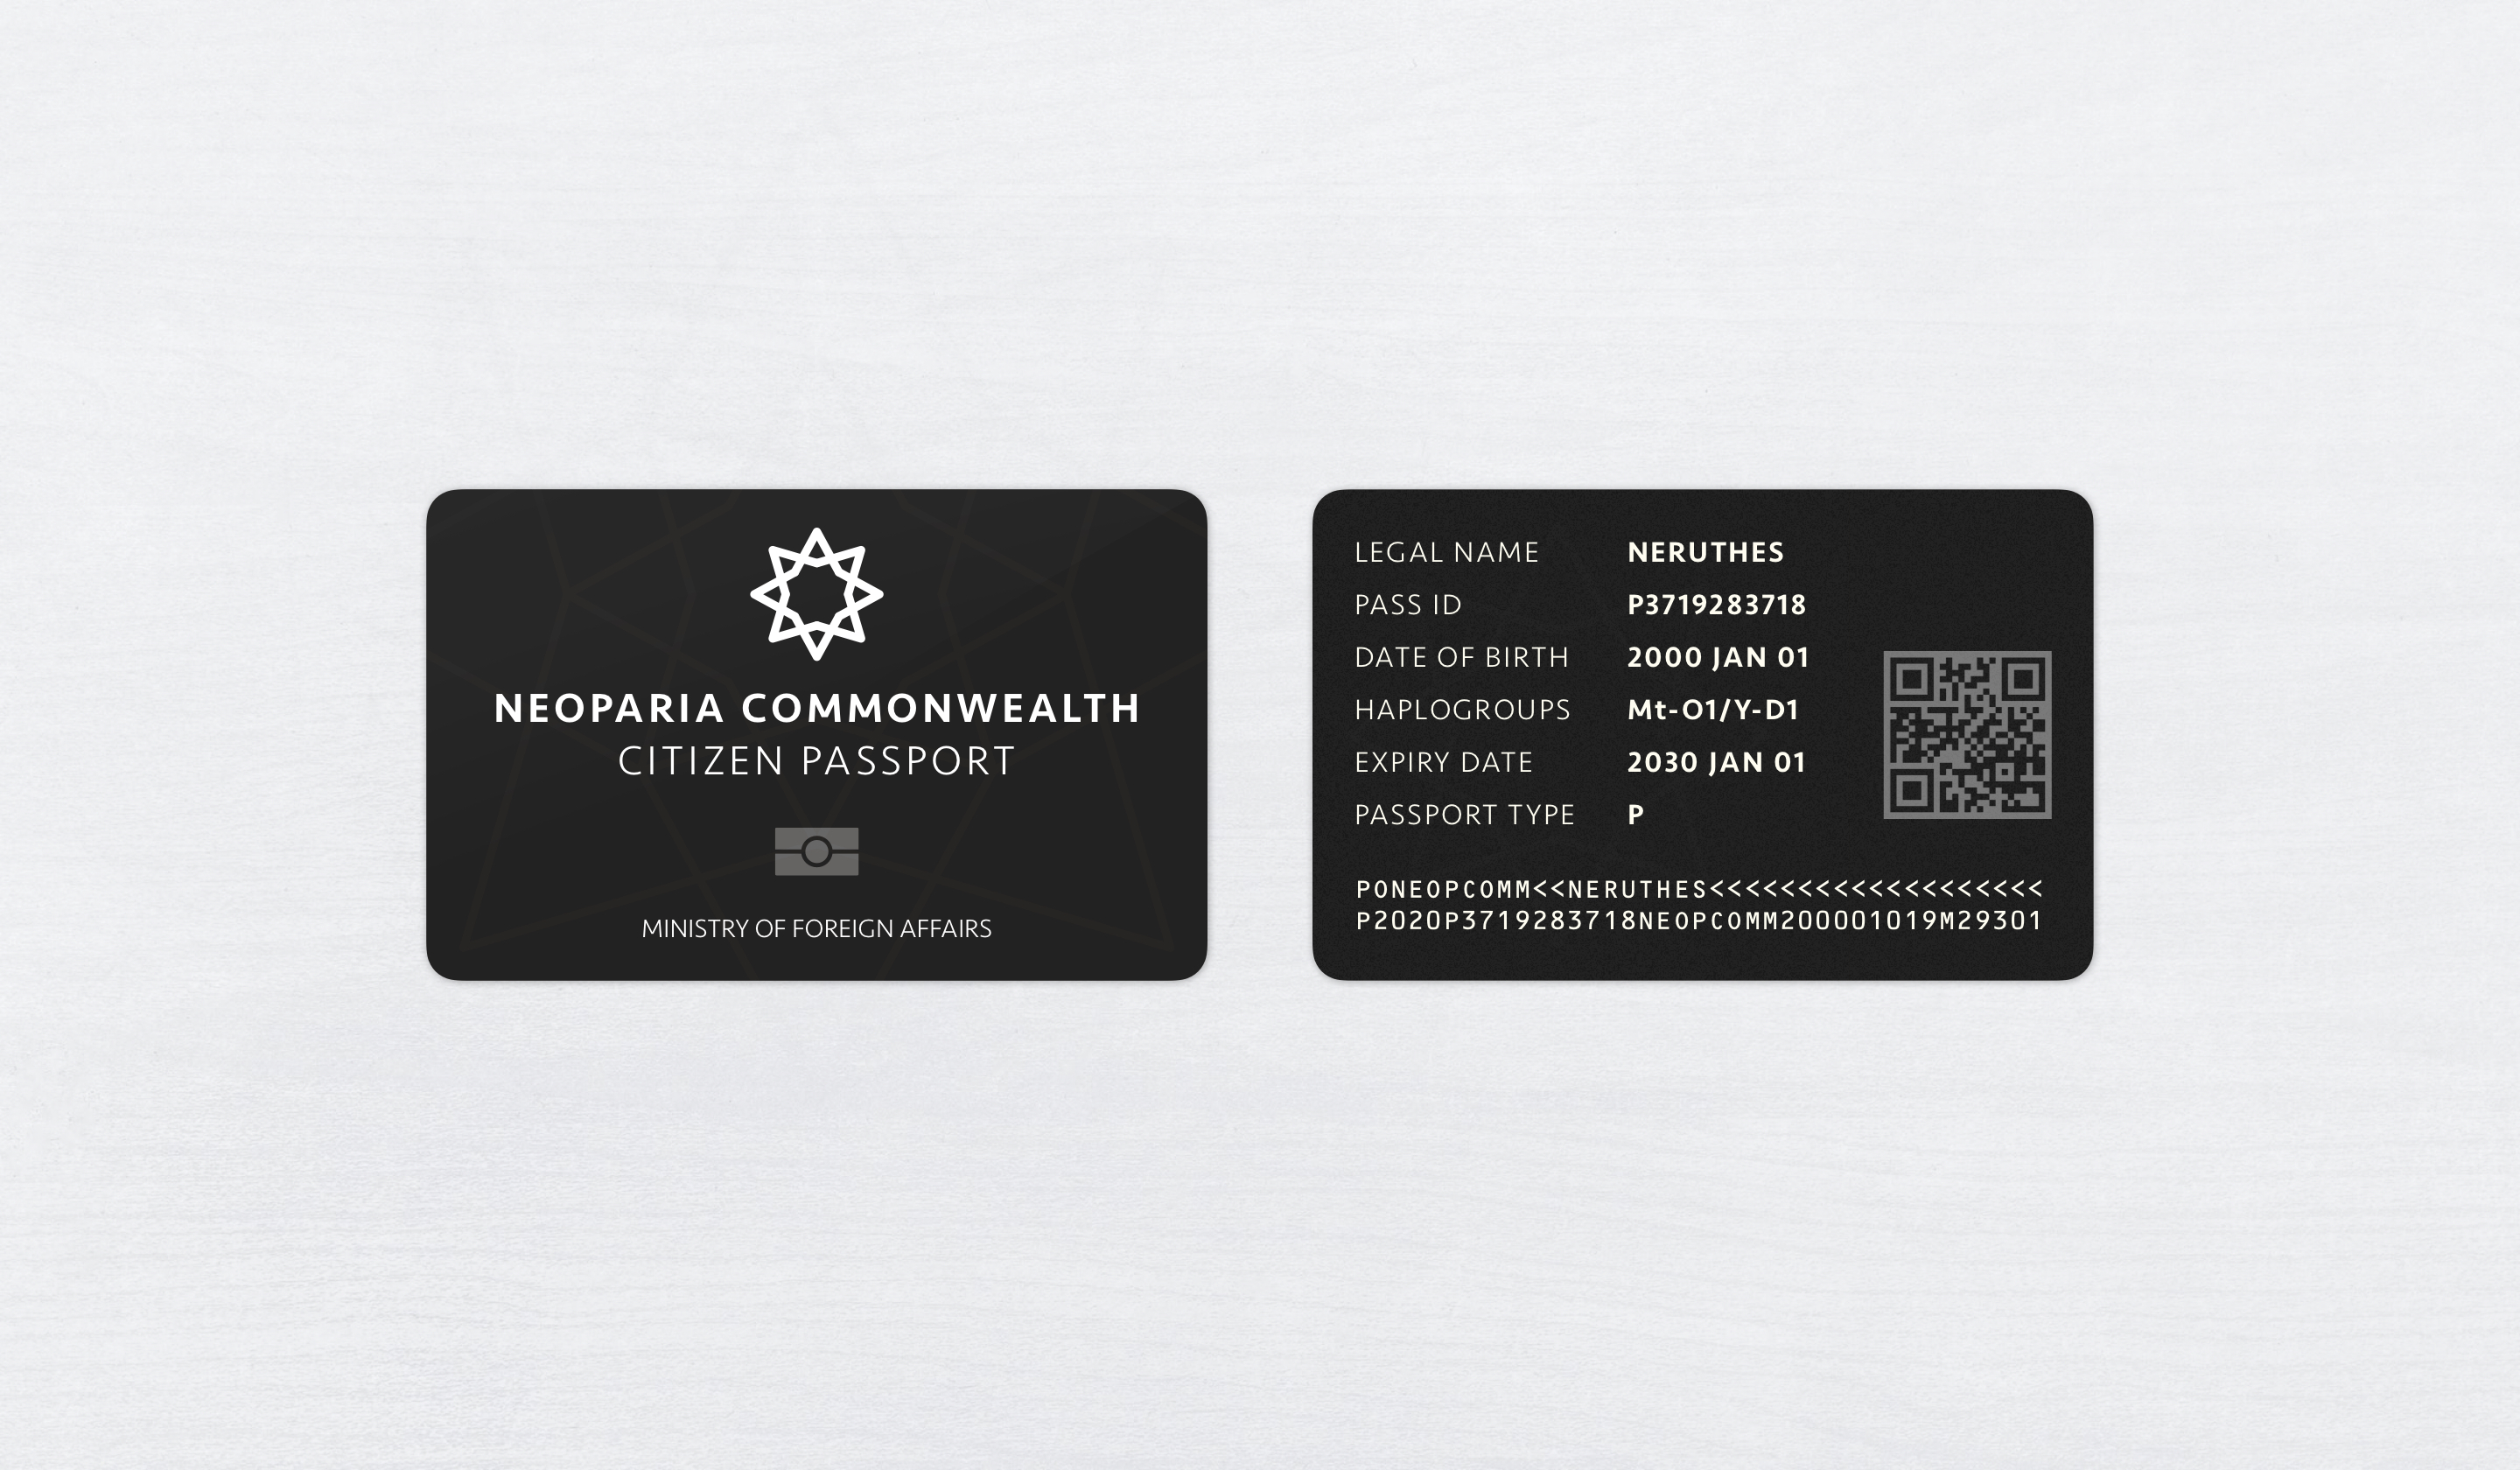 NEOPARIA COMMONWEALTH
CITIZEN PASSPORT
MINISTRY OF FOREIGN AFFAIRS
LEGAL NAME NERUTHES
PASS ID P3719283718
DATE OF BIRTH 2000 JAN 01
HAPLOGROUPS Mt-O1/Y-D1
EXPIRY DATE 2030 JAN 01
PASSPORT TYPE P
PONEOPCOMM<<NERUTHES<<<<<<<<<<<<<<<<<<<
P2020P3719283718NEOPCOMM200001019M29301